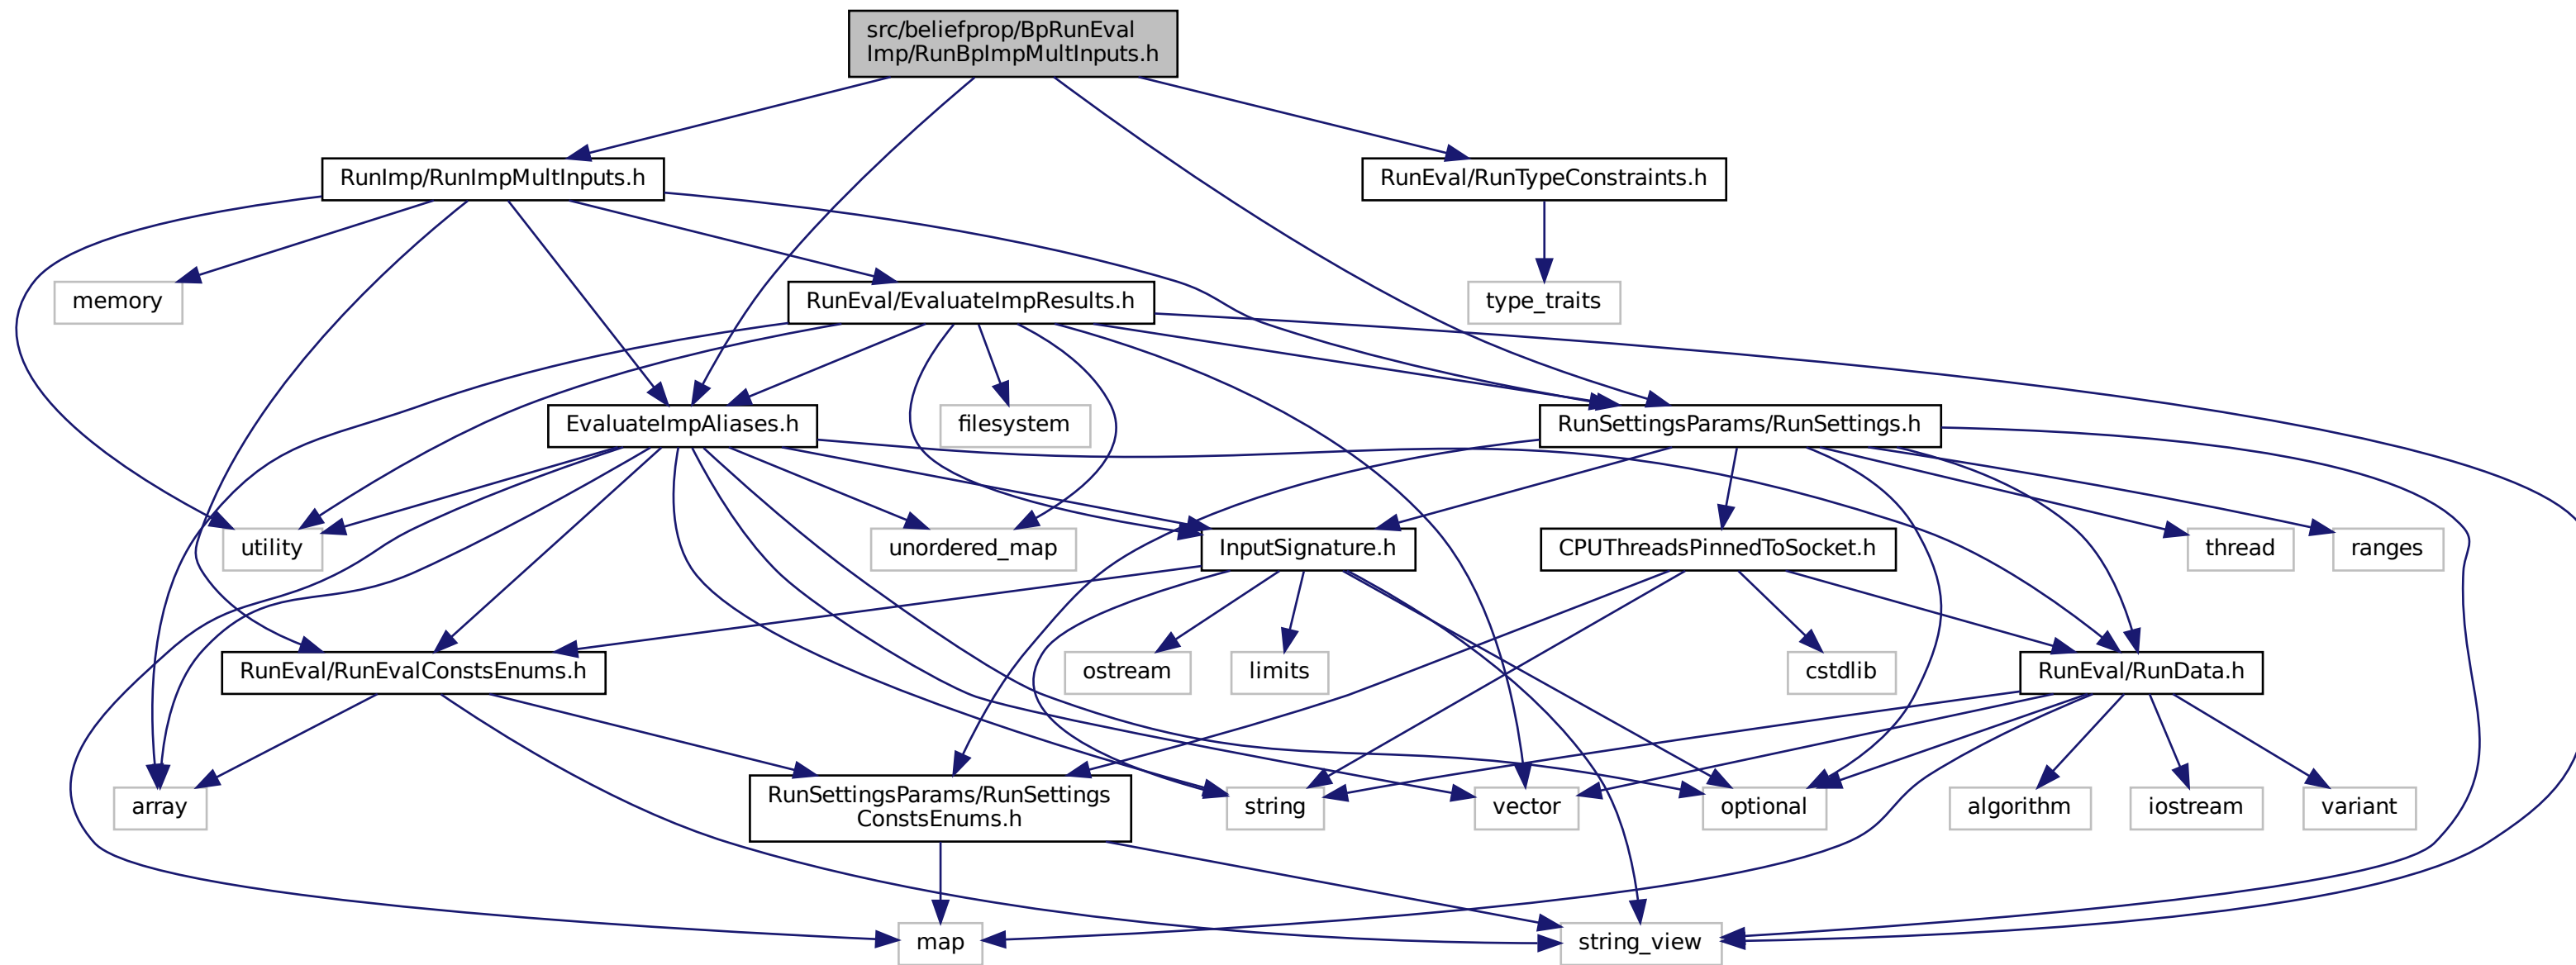 src/beliefprop/BpRunEval
Imp/RunBpImpMultInputs.h
RunImp/RunImpMultInputs.h
RunEval/RunTypeConstraints.h
memory
RunEval/EvaluateImpResults.h
type_traits
EvaluateImpAliases.h
filesystem
RunSettingsParams/RunSettings.h
utility
unordered_map
InputSignature.h
CPUThreadsPinnedToSocket.h
thread
ranges
RunEval/RunEvalConstsEnums.h
ostream
limits
cstdlib
RunEval/RunData.h
array
RunSettingsParams/RunSettings
ConstsEnums.h
string
vector
optional
algorithm
iostream
variant
map
string_view